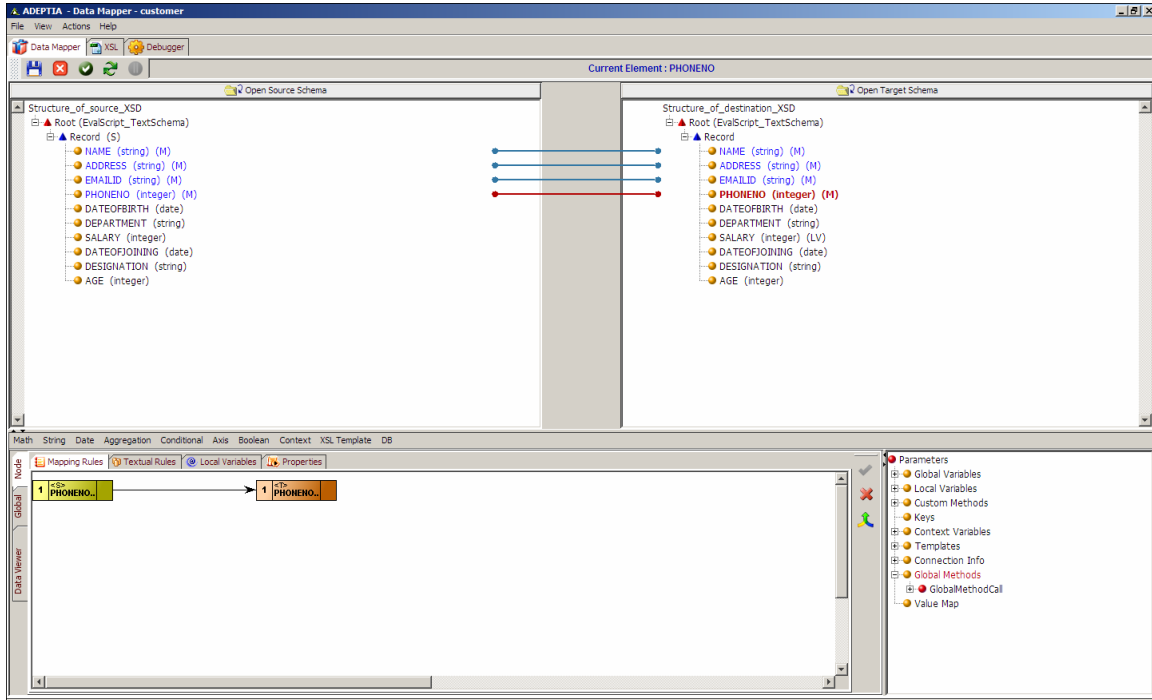 ADEPTIA - Data Mapper - customer
File View Actions Help
Data Mapper XSL Debugger
Current Element : PHONENO
Open Source Schema
Structure_of_source_XSD
Root (EvalScript_TextSchema)
Record (S)
NAME (string) (M)
ADDRESS (string) (M)
EMAILID (string) (M)
PHONENO (integer) (M)
DATEOFBIRTH (date)
DEPARTMENT (string)
SALARY (integer)
DATEOFJOINING (date)
DESIGNATION (string)
AGE (integer)
Open Target Schema
Structure_of_destination_XSD
Root (EvalScript_TextSchema)
Record
NAME (string) (M)
ADDRESS (string) (M)
EMAILID (string) (M)
PHONENO (integer) (M)
DATEOFBIRTH (date)
DEPARTMENT (string)
SALARY (integer) (LV)
DATEOFJOINING (date)
DESIGNATION (string)
AGE (integer)
Math String Date Aggregation Conditional Axis Boolean Context XSL Template DB
Node
Global
Data Viewer
Mapping Rules Textual Rules Local Variables Properties
1 <S> PHONENO..
1 <T> PHONENO..
Parameters
Global Variables
Local Variables
Custom Methods
Keys
Context Variables
Templates
Connection Info
Global Methods
GlobalMethodCall
Value Map